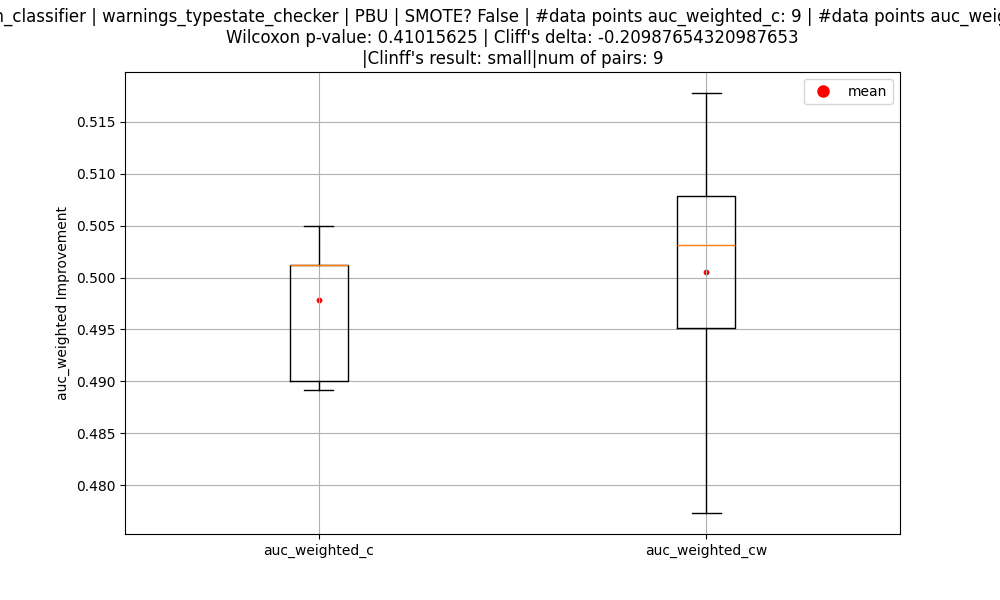 _classifier | warnings_typestate_checker | PBU | SMOTE? False | #data points auc_weighted_c: 9 | #data points
Wilcoxon p-value: 0.41015625 | Cliff's delta: -0.20987654320987653
|Clinff's result: small|num of pairs: 9
mean
0.515
0.510
0.505
0.500
0.495
0.490
0.485
0.480
auc_weighted Improvement
auc_weighted_c
auc_weighted_cw